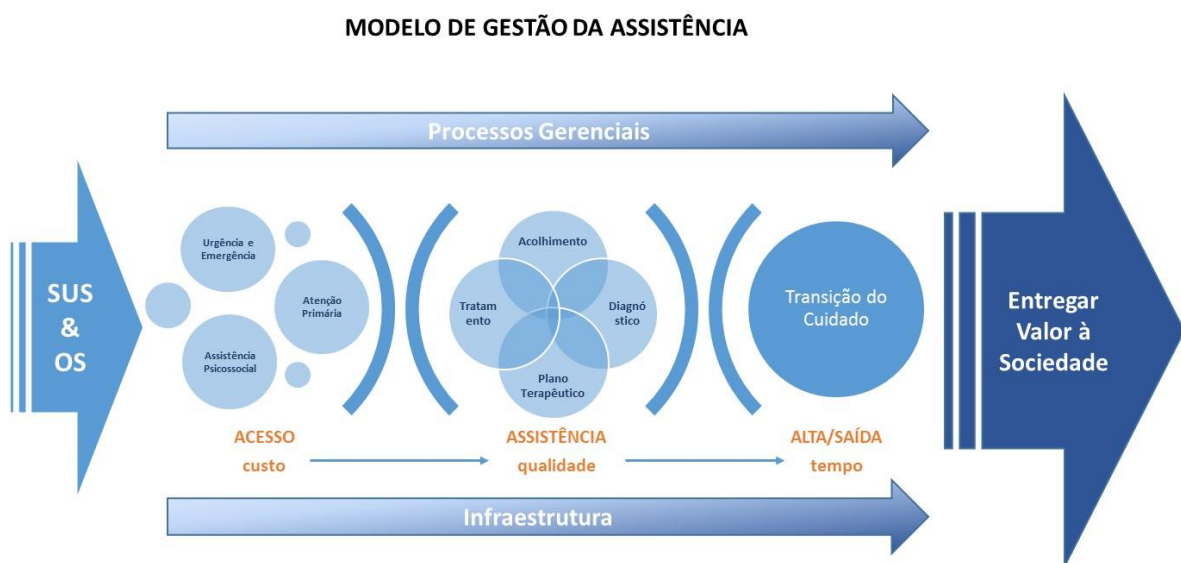 MODELO DE GESTÃO DA ASSISTÊNCIA
Processos Gerenciais
SUS
&
OS
Urgência e
Emergência
Atenção
Primária
Assistência
Psicossocial
Acolhimento
Tratam
ento
Diagnó
stico
Plano
Terapêutico
Transição do
Cuidado
Entregar
Valor à
Sociedade
ACESSO
custo
ASSISTÊNCIA
qualidade
ALTA/SAÍDA
tempo
Infraestrutura